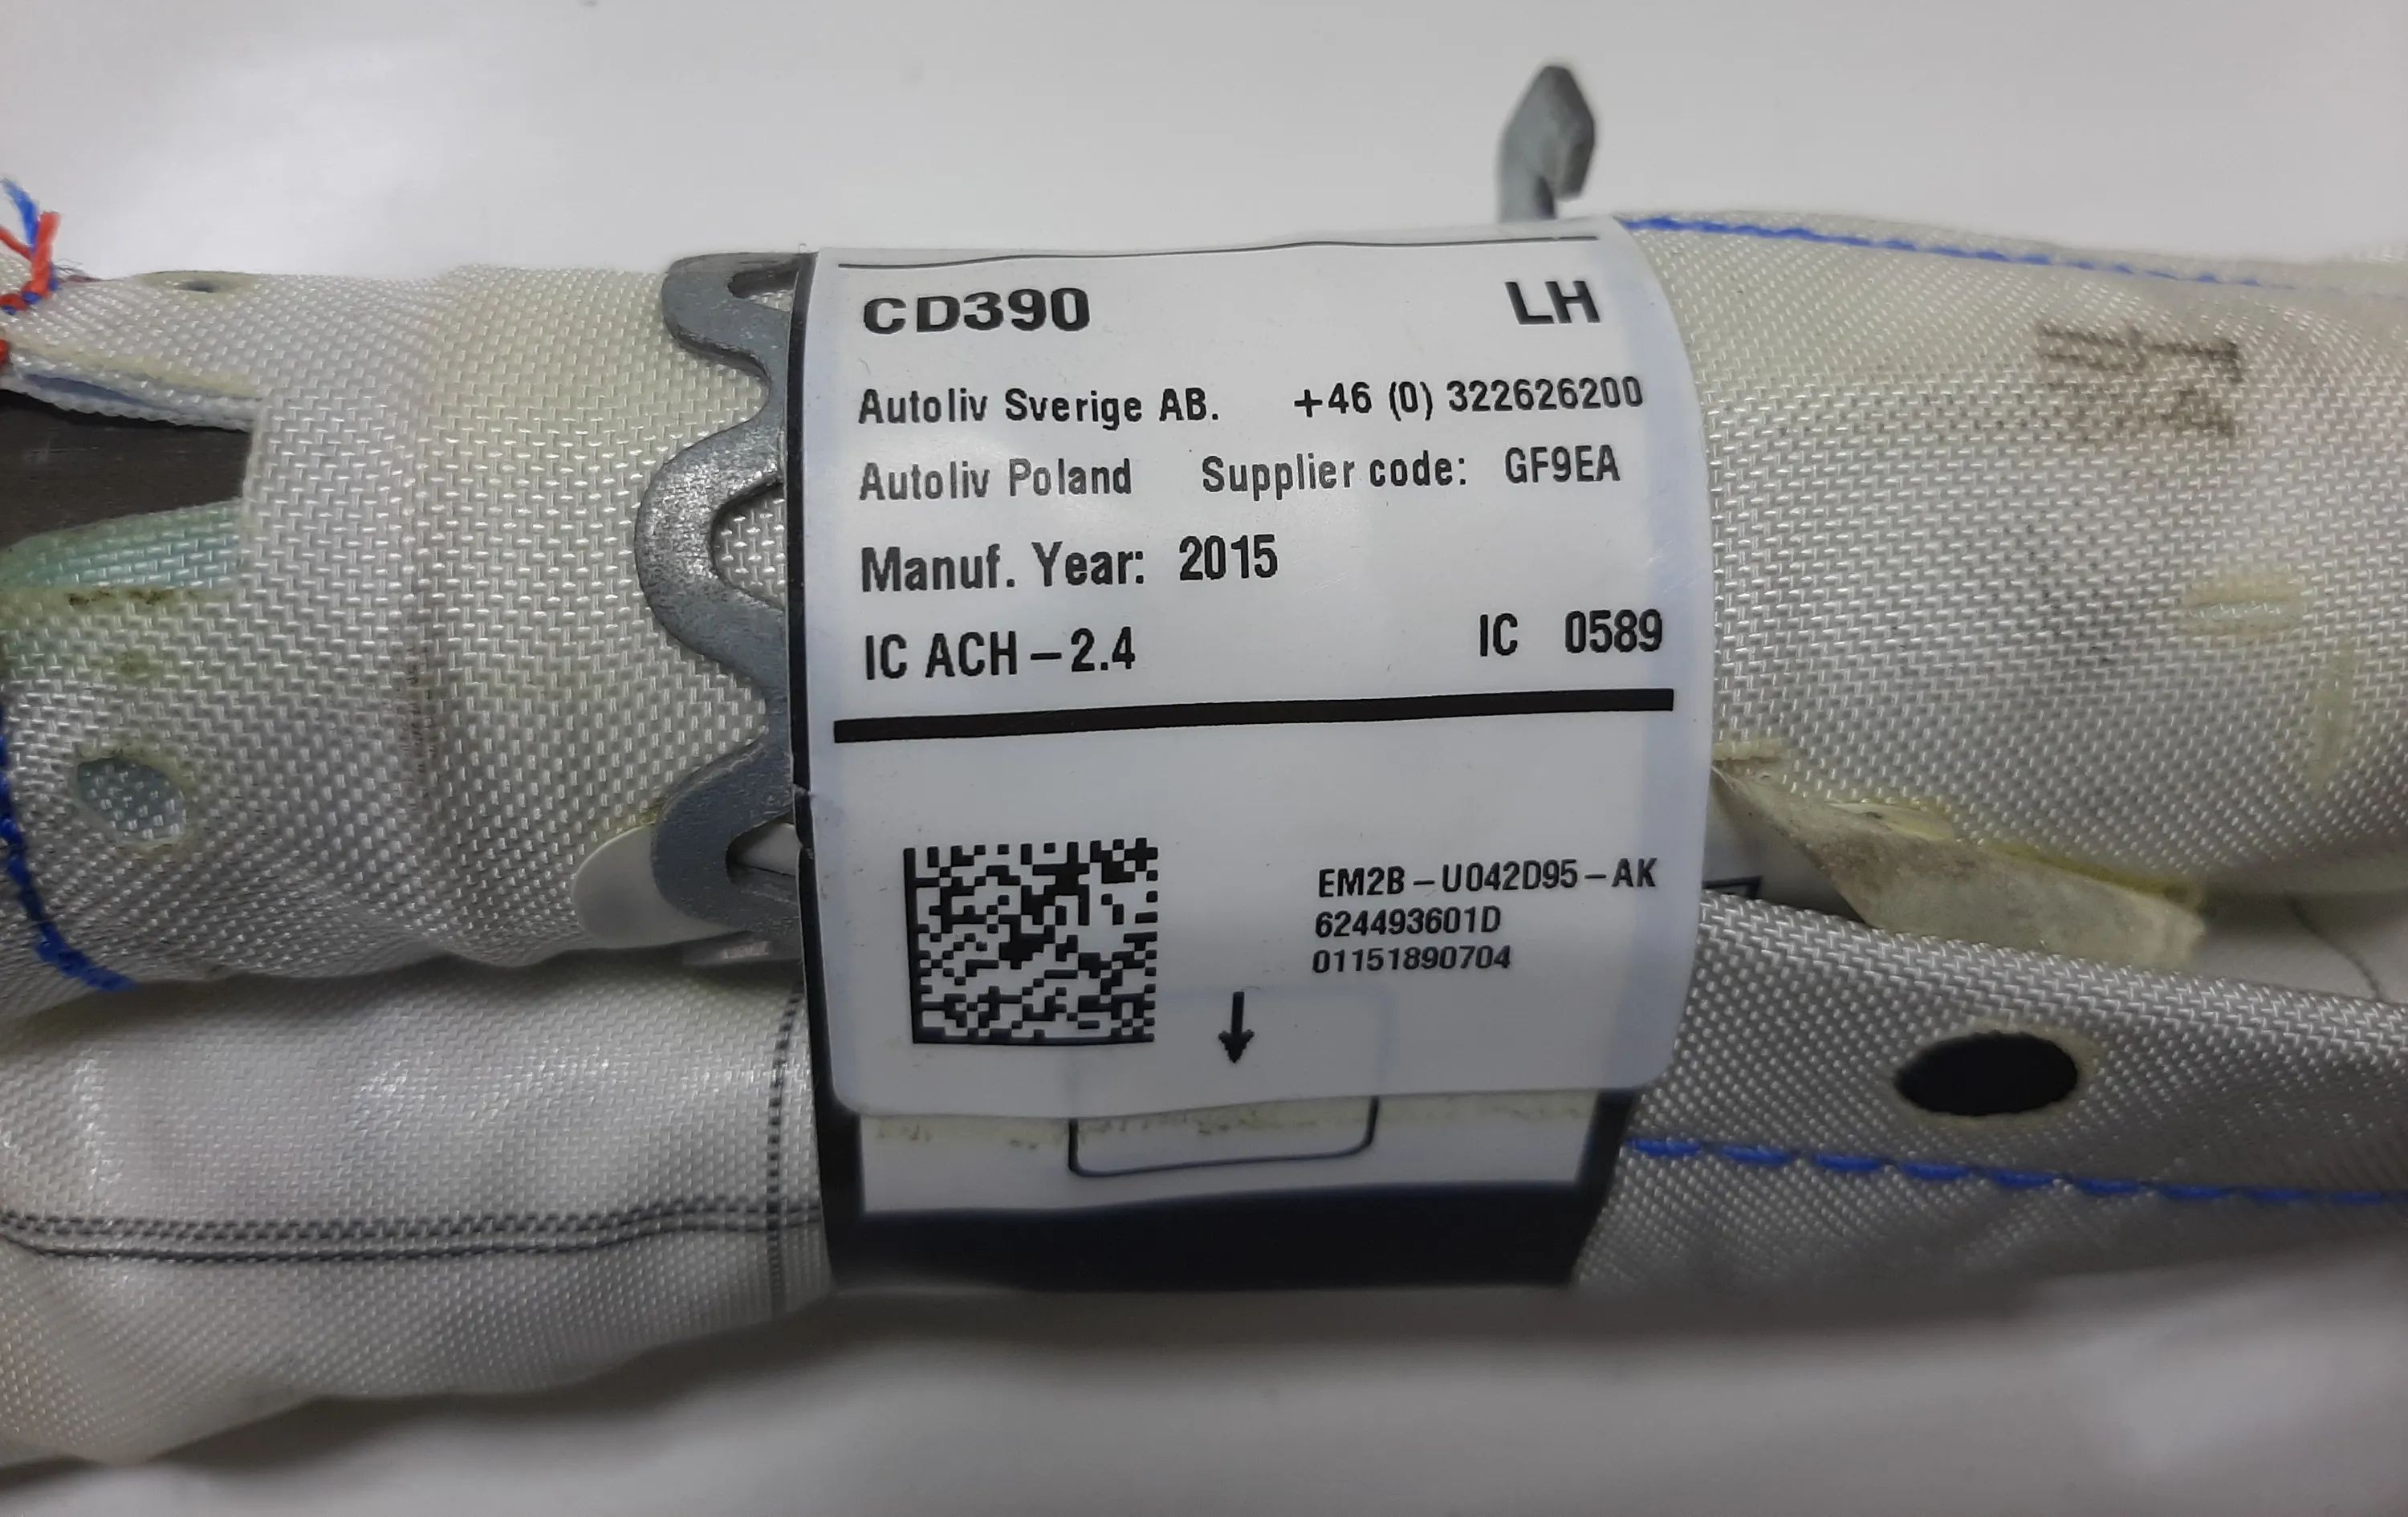 CD390 LH
Autoliv Sverige AB. +46 (0) 322626200
Autoliv Poland Supplier code: GF9EA
Manuf. Year: 2015
IC ACH – 2.4 IC 0589
EM2B – U042D95 – AK
624493601D
01151890704